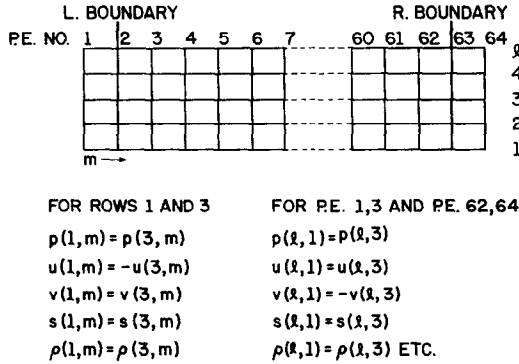 L. BOUNDARY R. BOUNDARY
P.E. NO. 1 2 3 4 5 6 7 60 61 62 63 64
ℓ
4
3
2
1
m →
FOR ROWS 1 AND 3 FOR P.E. 1,3 AND P.E. 62,64
p(1,m) = p(3,m) p(ℓ,1) = p(ℓ,3)
u(1,m) = -u(3,m) u(ℓ,1) = u(ℓ,3)
v(1,m) = v(3,m) v(ℓ,1) = -v(ℓ,3)
s(1,m) = s(3,m) s(ℓ,1) = s(ℓ,3)
ρ(1,m) = ρ(3,m) ρ(ℓ,1) = ρ(ℓ,3) ETC.